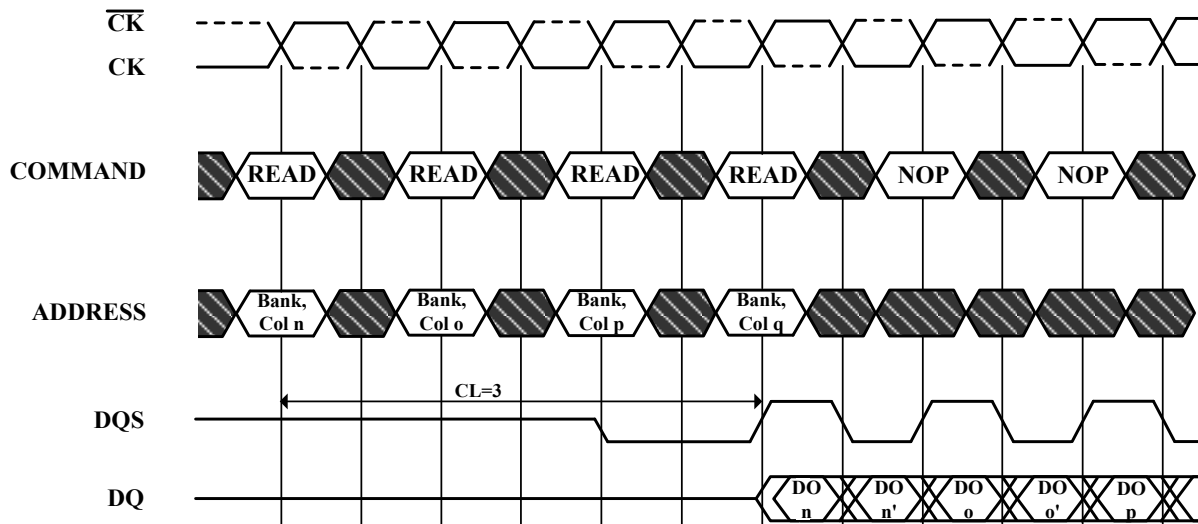 CK
CK
COMMAND
READ
READ
READ
READ
NOP
NOP
ADDRESS
Bank,
Col n
Bank,
Col o
Bank,
Col p
Bank,
Col q
CL=3
DQS
DQ
DO
n
DO
n'
DO
o
DO
o'
DO
p